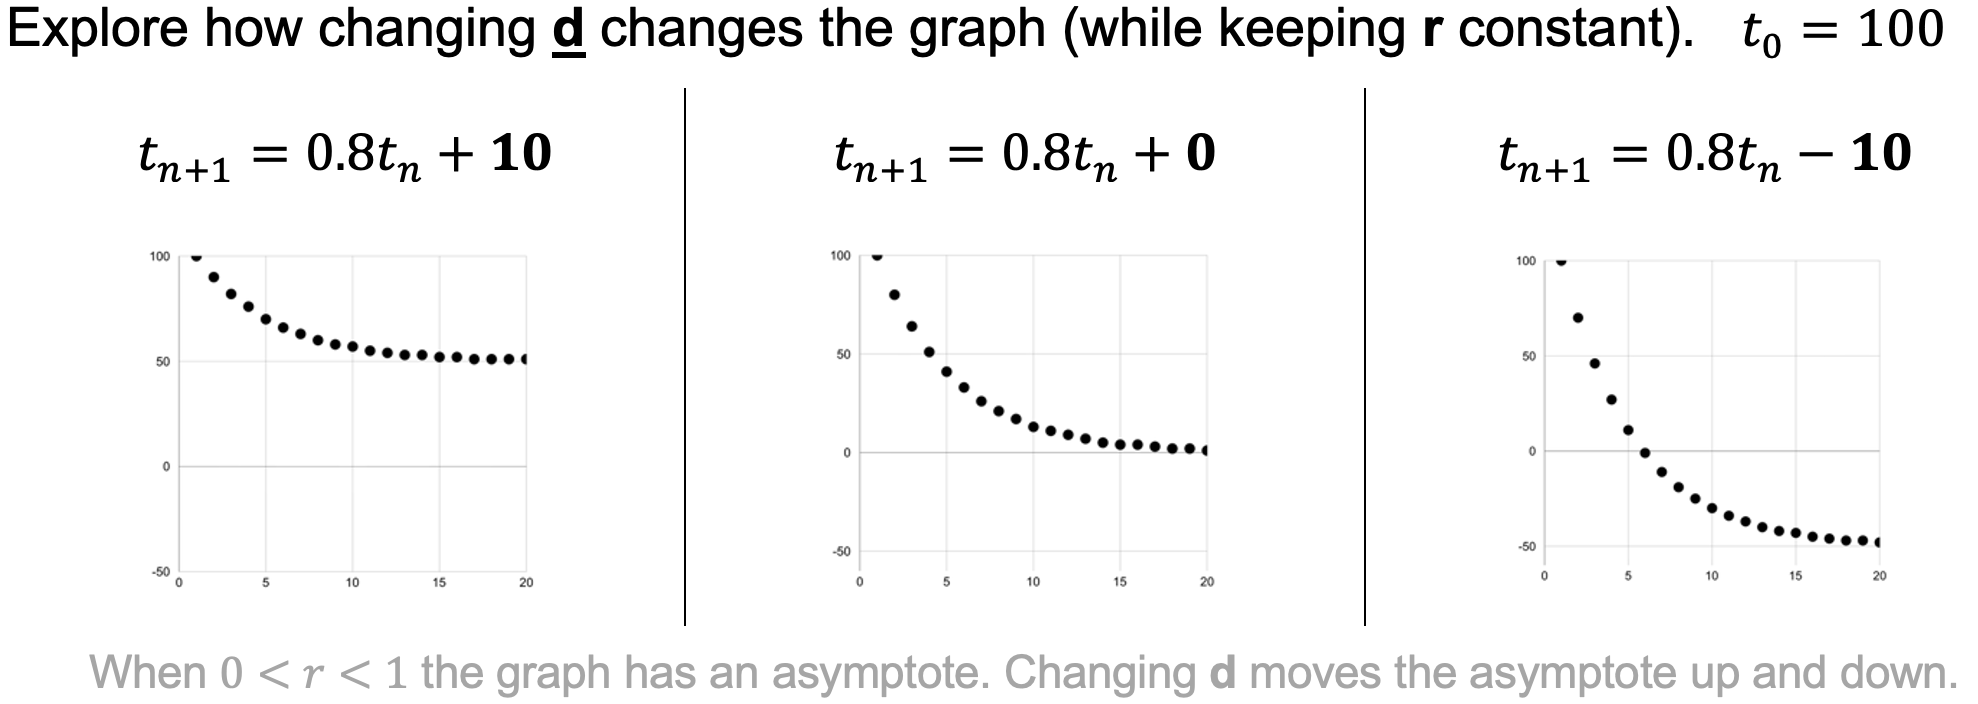 Explore how changing d changes the graph (while keeping r constant). t₀ = 100
tₙ₊₁ = 0.8tₙ + 10
tₙ₊₁ = 0.8tₙ + 0
tₙ₊₁ = 0.8tₙ − 10
100
50
0
-50
0 5 10 15 20
100
50
0
-50
0 5 10 15 20
100
50
0
-50
0 5 10 15 20
When 0 < r < 1 the graph has an asymptote. Changing d moves the asymptote up and down.